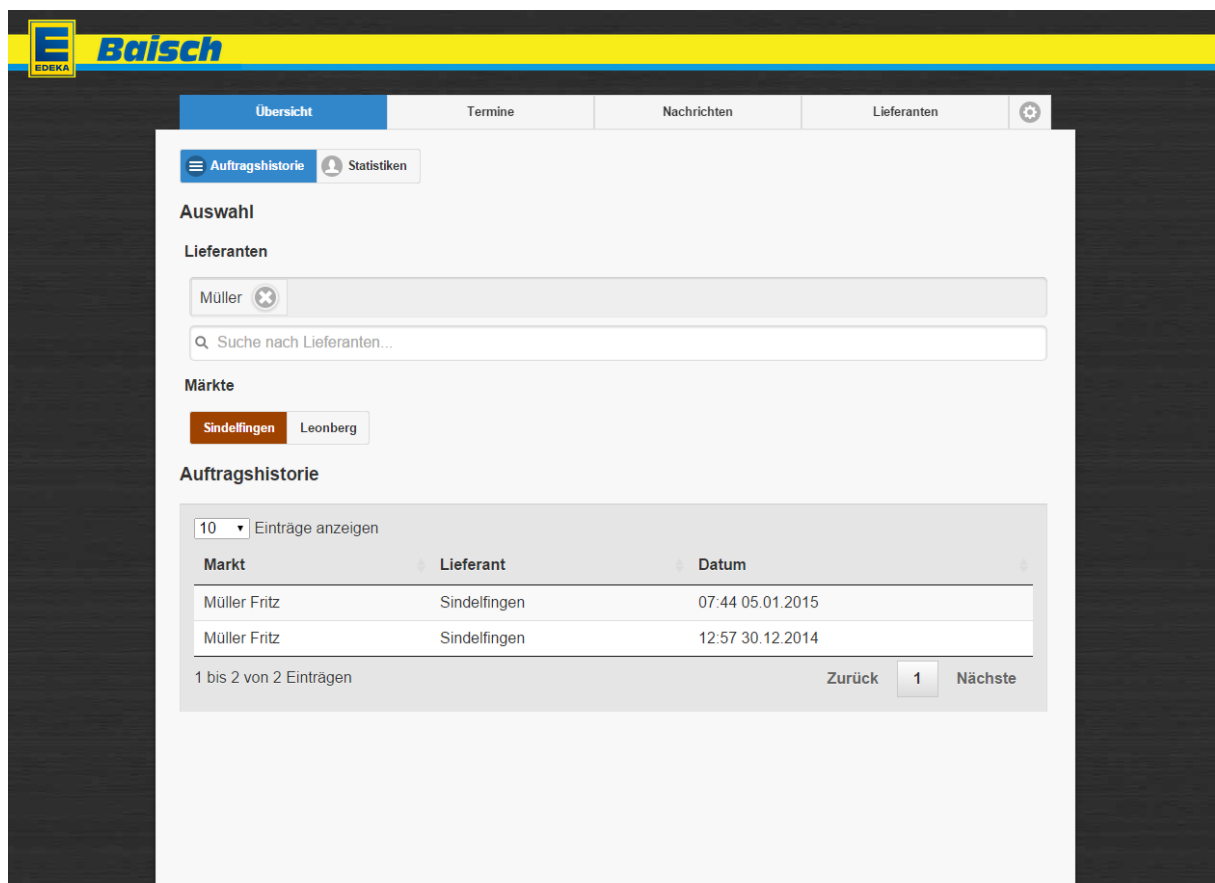 EDEKA
Baisch
Übersicht Termine Nachrichten Lieferanten
Auftragshistorie Statistiken
Auswahl
Lieferanten
Müller
Suche nach Lieferanten...
Märkte
Sindelfingen Leonberg
Auftragshistorie
10 Einträge anzeigen
Markt Lieferant Datum
Müller Fritz Sindelfingen 07:44 05.01.2015
Müller Fritz Sindelfingen 12:57 30.12.2014
1 bis 2 von 2 Einträgen Zurück 1 Nächste